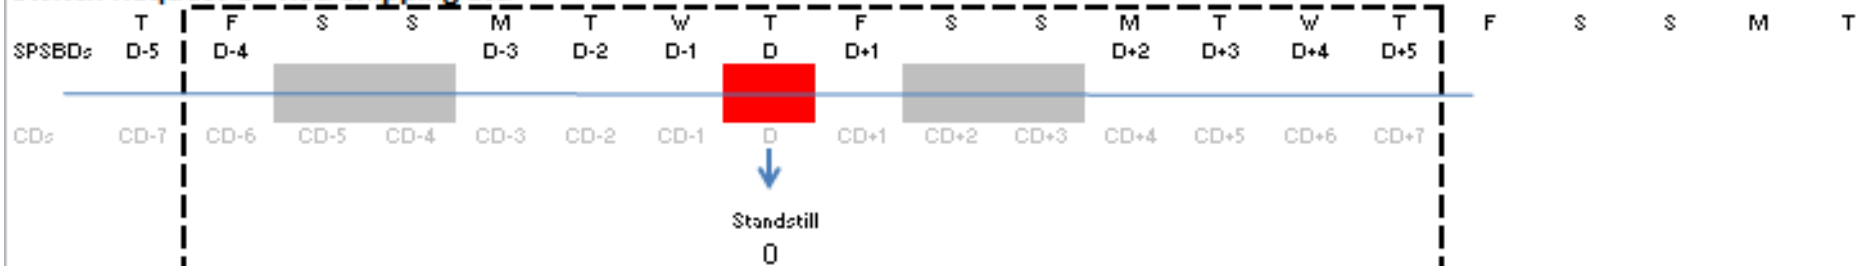 T F S S M T W T F S S M T W T F S S M T
SPSBDs D-5 D-4 D-3 D-2 D-1 D D+1 D+2 D+3 D+4 D+5
CDs CD-7 CD-6 CD-5 CD-4 CD-3 CD-2 CD-1 D CD+1 CD+2 CD+3 CD+4 CD+5 CD+6 CD+7
Standstill
0